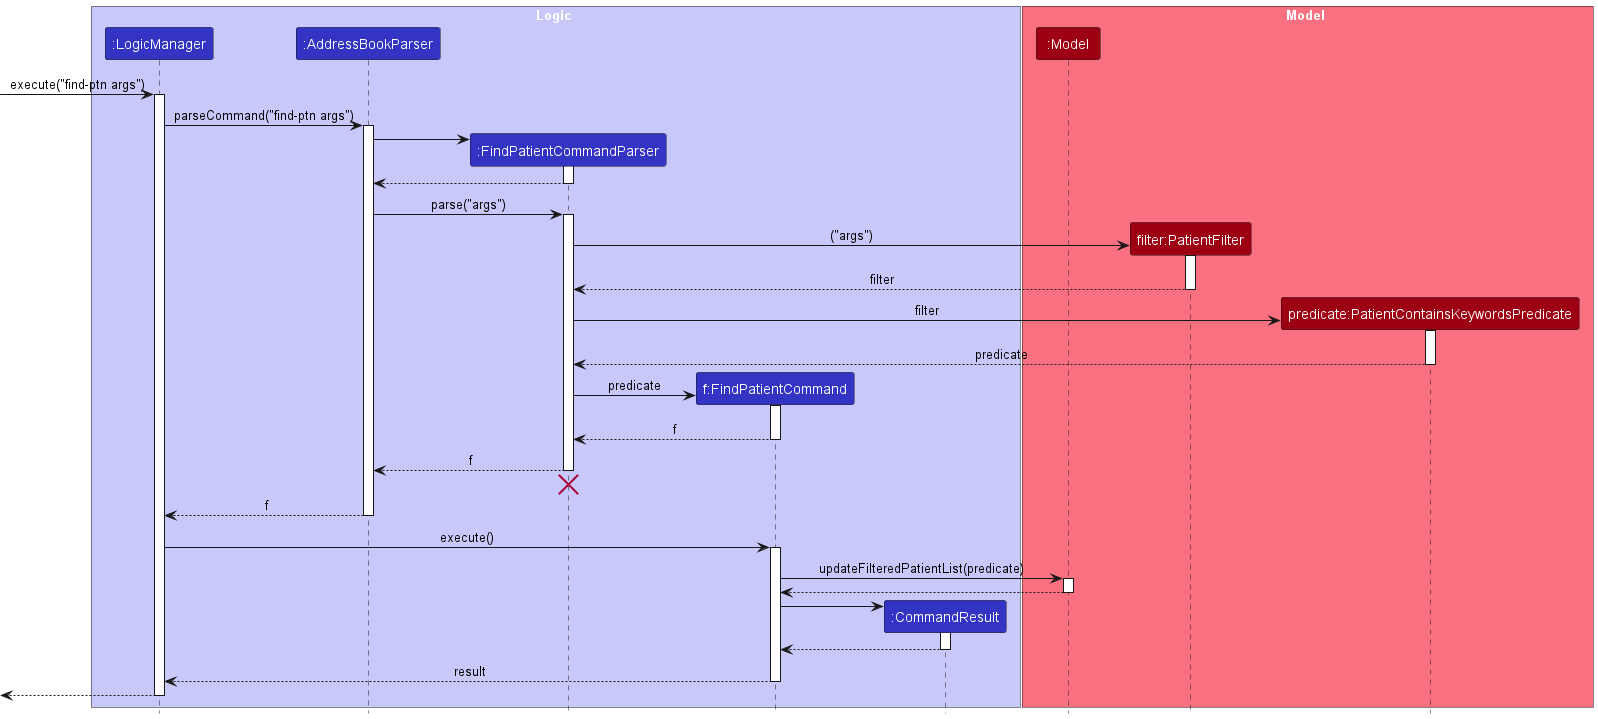 Logic
Model
:LogicManager
:AddressBookParser
:Model
execute("find-ptn args")
parseCommand("find-ptn args")
:FindPatientCommandParser
parse("args")
("args")
filter:PatientFilter
filter
filter
predicate:PatientContainsKeywordsPredicate
predicate
predicate
f:FindPatientCommand
f
f
f
execute()
updateFilteredPatientList(predicate)
:CommandResult
result